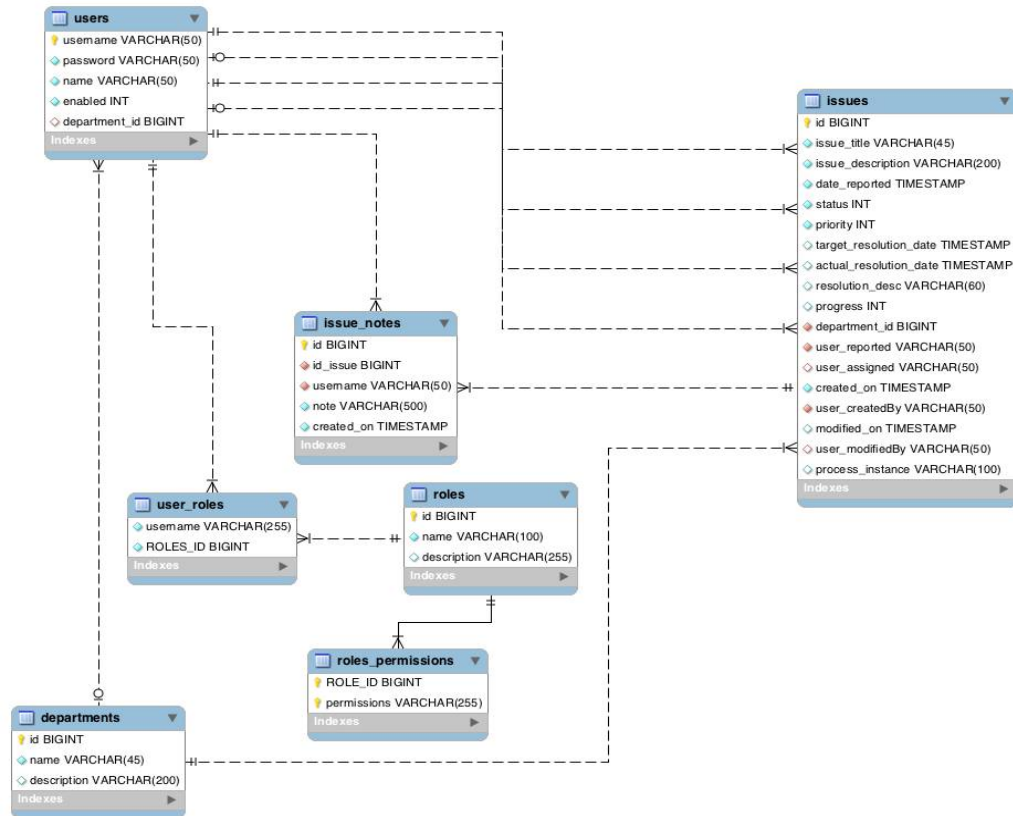 users
username VARCHAR(50)
password VARCHAR(50)
name VARCHAR(50)
enabled INT
department_id BIGINT
Indexes
issues
id BIGINT
issue_title VARCHAR(45)
issue_description VARCHAR(200)
date_reported TIMESTAMP
status INT
priority INT
target_resolution_date TIMESTAMP
actual_resolution_date TIMESTAMP
resolution_desc VARCHAR(60)
progress INT
department_id BIGINT
user_reported VARCHAR(50)
user_assigned VARCHAR(50)
created_on TIMESTAMP
user_createdBy VARCHAR(50)
modified_on TIMESTAMP
user_modifiedBy VARCHAR(50)
process_instance VARCHAR(100)
Indexes
issue_notes
id BIGINT
id_issue BIGINT
username VARCHAR(50)
note VARCHAR(500)
created_on TIMESTAMP
Indexes
user_roles
username VARCHAR(255)
ROLES_ID BIGINT
Indexes
roles
id BIGINT
name VARCHAR(100)
description VARCHAR(255)
Indexes
roles_permissions
ROLE_ID BIGINT
permissions VARCHAR(255)
Indexes
departments
id BIGINT
name VARCHAR(45)
description VARCHAR(200)
Indexes